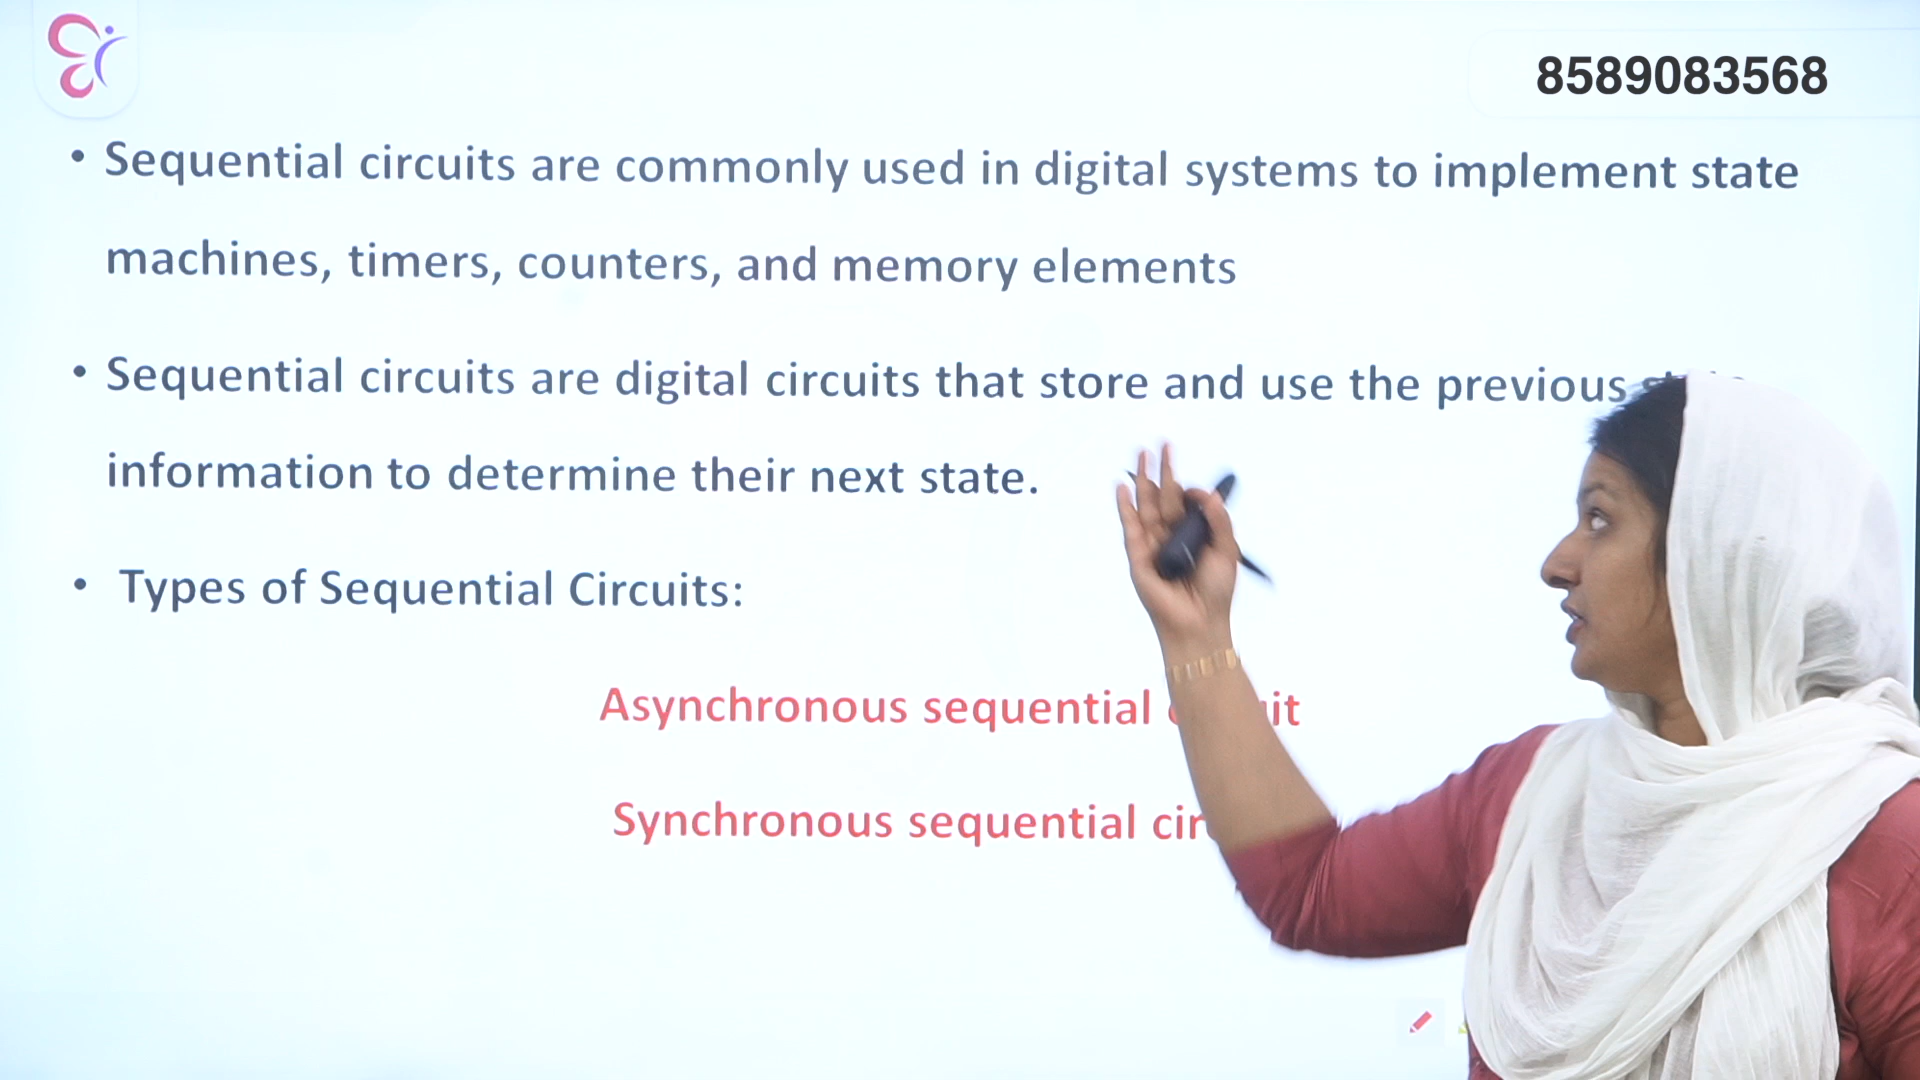 8589083568
• Sequential circuits are commonly used in digital systems to implement state
machines, timers, counters, and memory elements
• Sequential circuits are digital circuits that store and use the previous
information to determine their next state.
• Types of Sequential Circuits:
Asynchronous sequential
Synchronous sequential